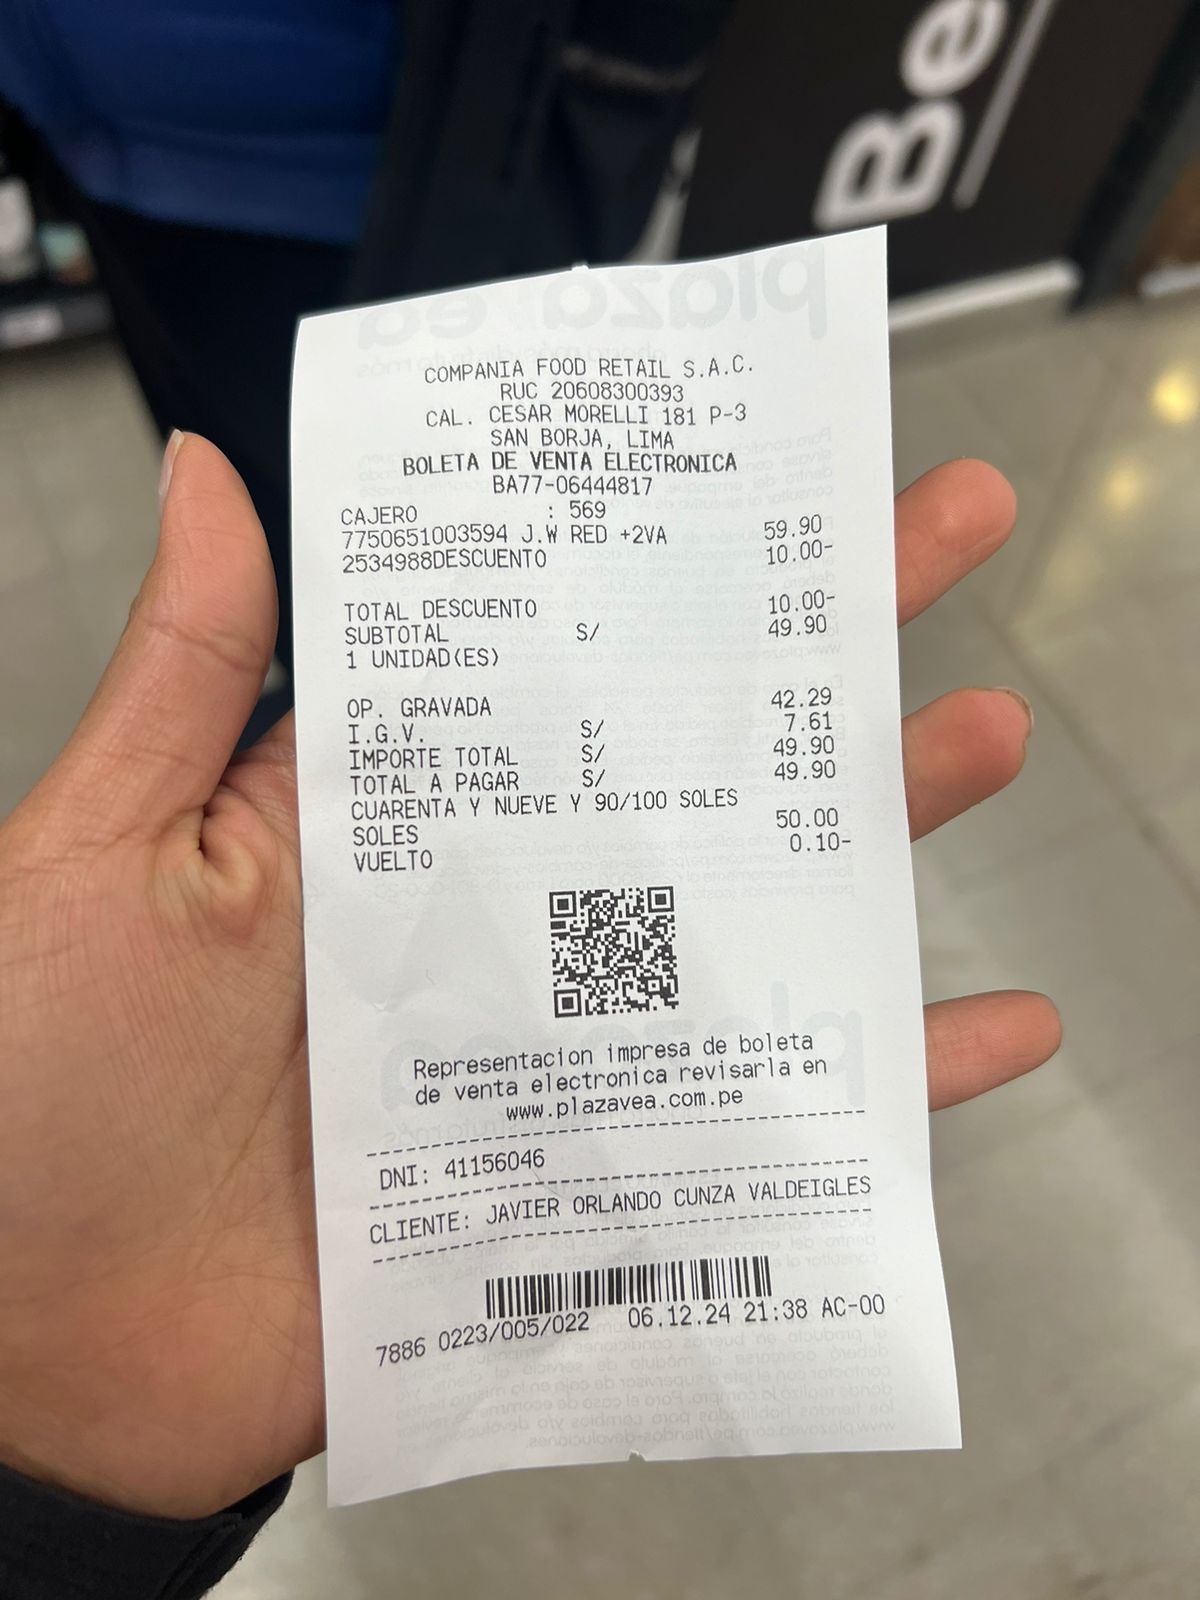 Be
COMPANIA FOOD RETAIL S.A.C.
RUC 20608300393
CAL. CESAR MORELLI 181 P-3
SAN BORJA, LIMA
BOLETA DE VENTA ELECTRONICA
BA77-06444817
CAJERO : 569
7750651003594 J.W RED +2VA 59.90
2534988DESCUENTO 10.00-
TOTAL DESCUENTO 10.00-
SUBTOTAL S/ 49.90
1 UNIDAD(ES)
OP. GRAVADA 42.29
I.G.V. S/ 7.61
IMPORTE TOTAL S/ 49.90
TOTAL A PAGAR S/ 49.90
CUARENTA Y NUEVE Y 90/100 SOLES
SOLES 50.00
VUELTO 0.10-
Representacion impresa de boleta
de venta electronica revisarla en
www.plazavea.com.pe
DNI: 41156046
CLIENTE: JAVIER ORLANDO CUNZA VALDEIGLES
7886 0223/005/022 06.12.24 21:38 AC-00